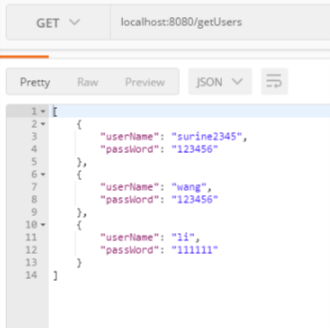 GET localhost:8080/getUsers
Pretty Raw Preview JSON
1 [
2 {
3 "userName": "surine2345",
4 "passWord": "123456"
5 },
6 {
7 "userName": "wang",
8 "passWord": "123456"
9 },
10 {
11 "userName": "li",
12 "passWord": "111111"
13 }
14 ]